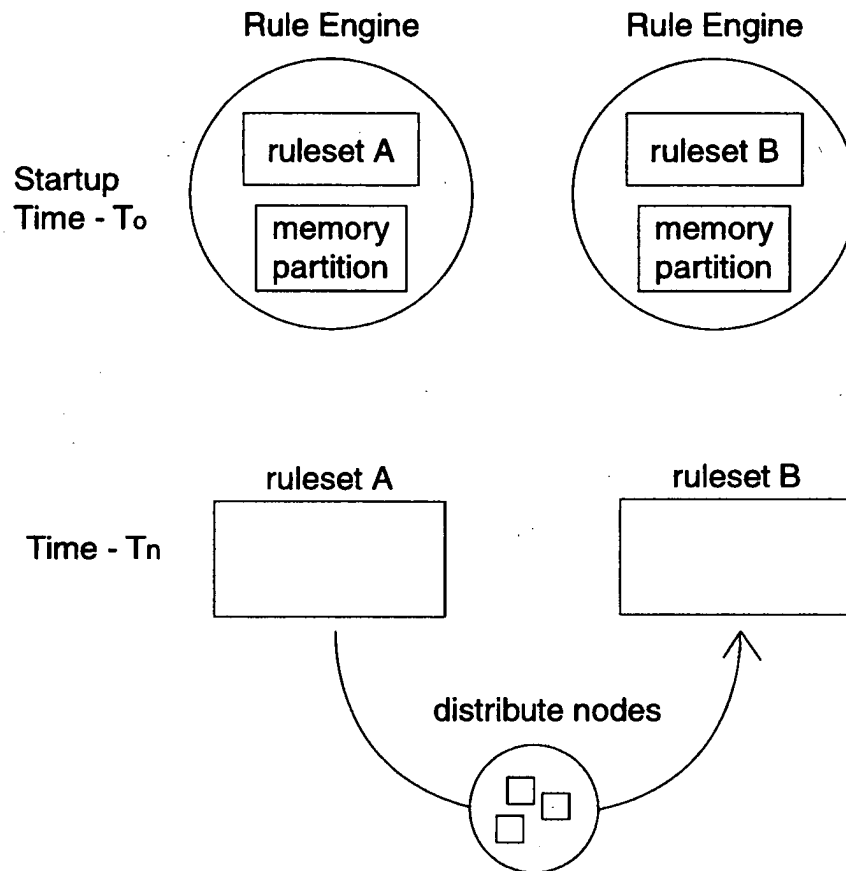 Rule Engine
Rule Engine
ruleset A
ruleset B
Startup
Time - To
memory
partition
memory
partition
ruleset A
ruleset B
Time - Tn
distribute nodes